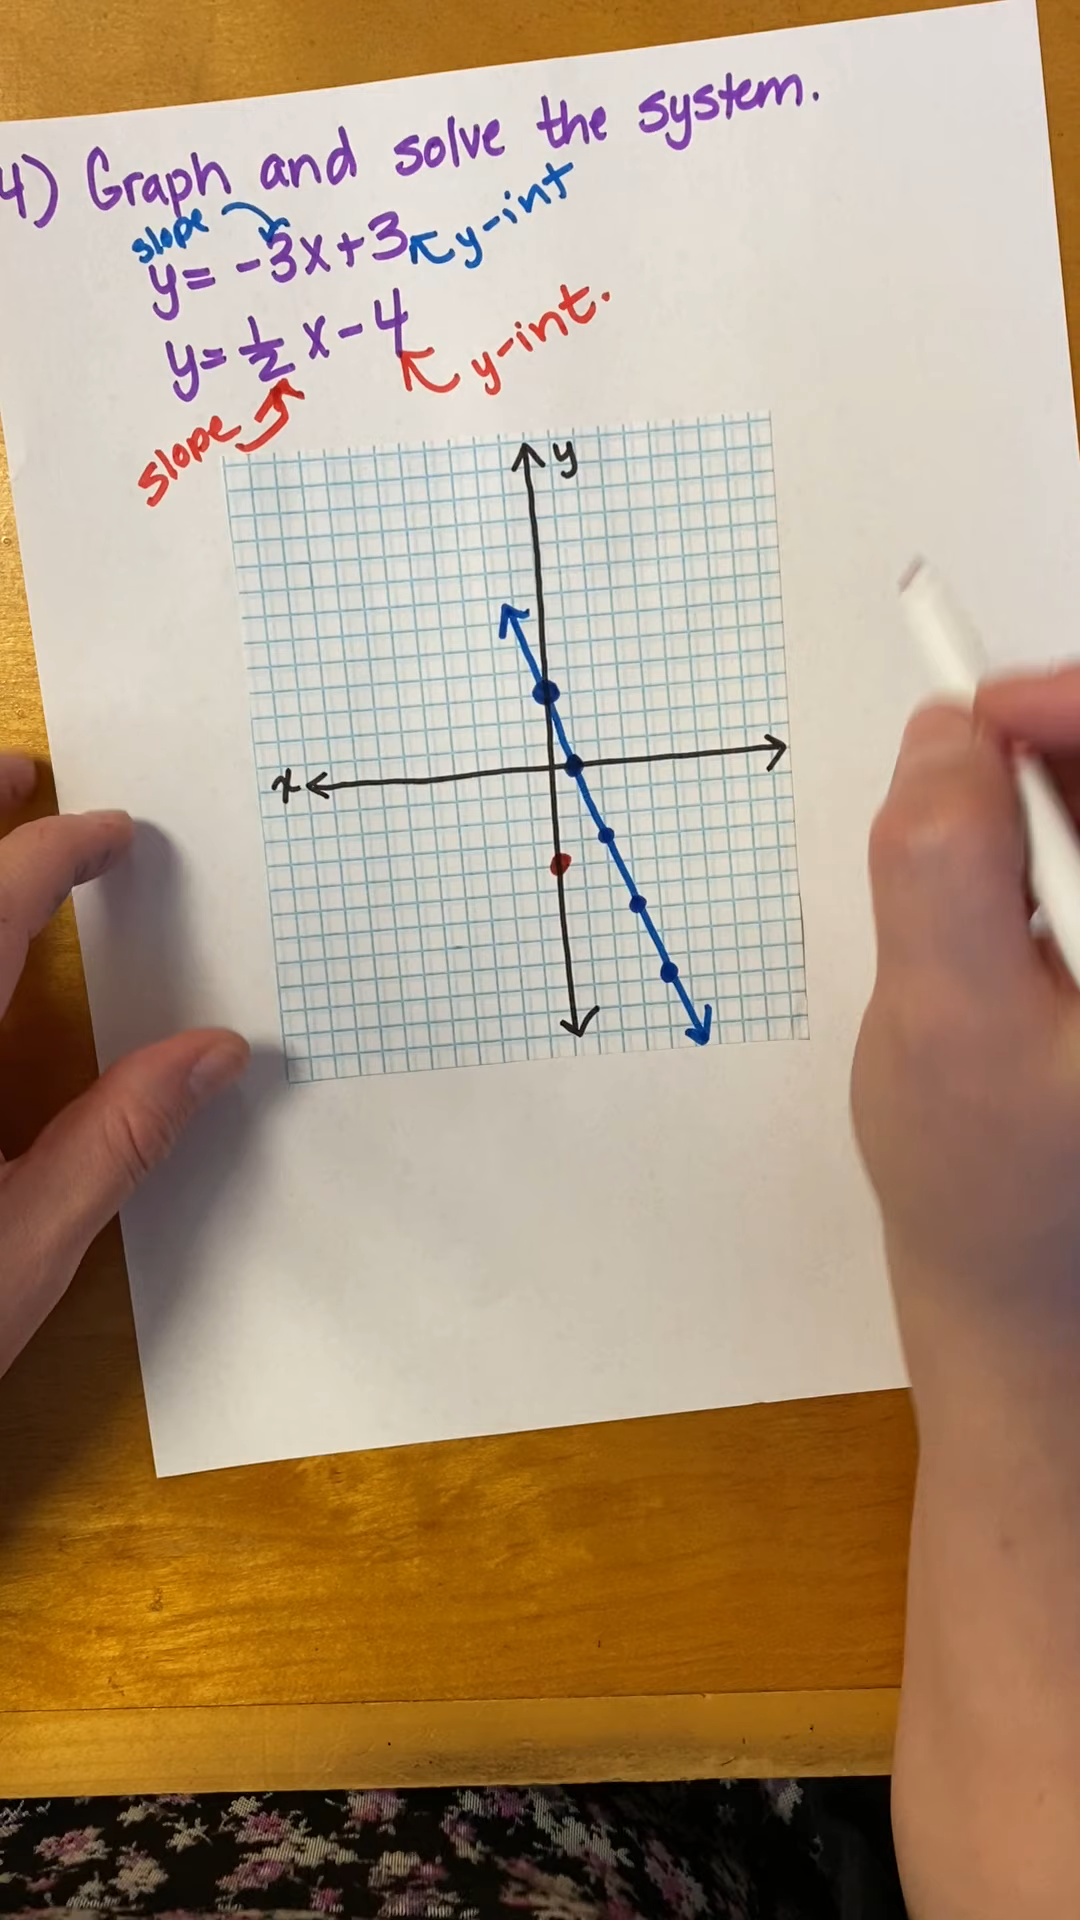 4) Graph and solve the system.
slope
y = -3x + 3 y-int
y = 1/2 x - 4
y-int.
slope
y
x